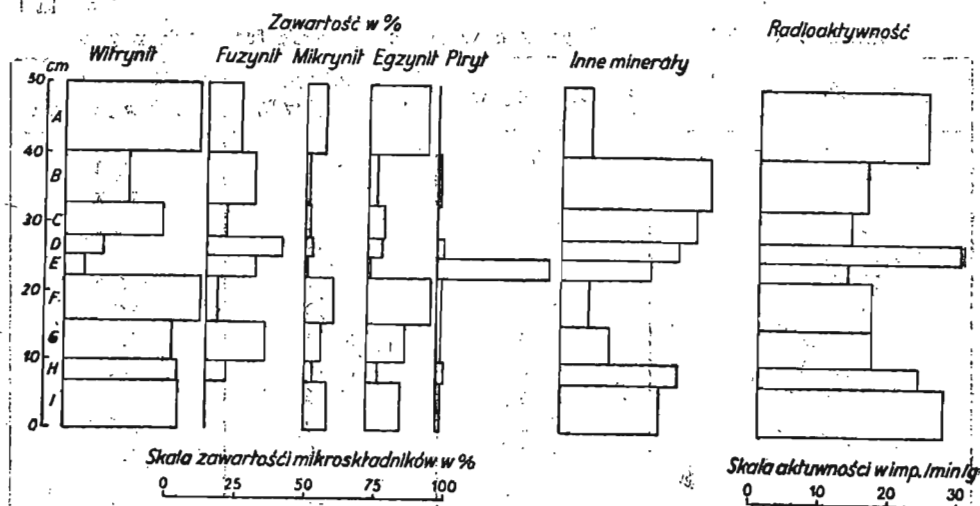 Zawartość w %
Radioaktywność
Witrynit Fuzynit Mikrynit Egzynit Piryt Inne minerały
cm
50
A
40
B
30
C
D
E
20
F
G
10
H
I
0
Skala zawartości mikroskładników w %
0 25 50 75 100
Skala aktywności w imp./min/g
0 10 20 30